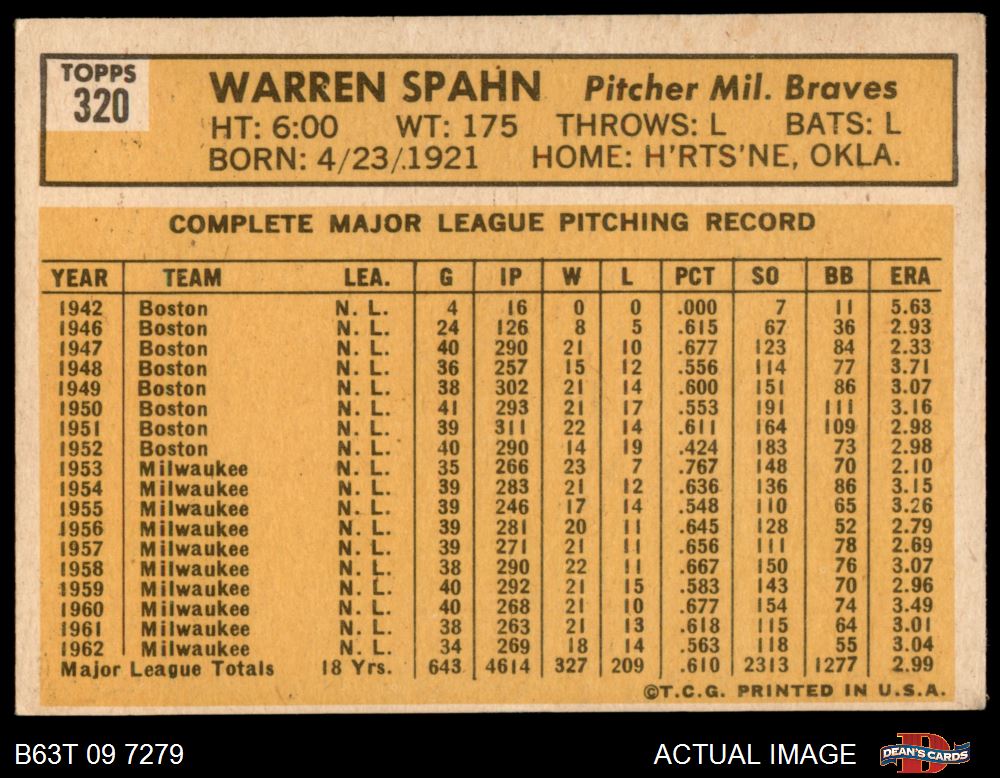 TOPPS
320
WARREN SPAHN Pitcher Mil. Braves
HT: 6:00 WT: 175 THROWS: L BATS: L
BORN: 4/23/.1921 HOME: H'RTS'NE, OKLA.
COMPLETE MAJOR LEAGUE PITCHING RECORD
YEAR TEAM LEA. G IP W L PCT SO BB ERA
1942 Boston N. L. 4 16 0 0 .000 7 11 5.63
1946 Boston N. L. 24 126 8 5 .615 67 36 2.93
1947 Boston N. L. 40 290 21 10 .677 123 84 2.33
1948 Boston N. L. 36 257 15 12 .556 114 77 3.71
1949 Boston N. L. 38 302 21 14 .600 151 86 3.07
1950 Boston N. L. 41 293 21 17 .553 191 111 3.16
1951 Boston N. L. 39 311 22 14 .611 164 109 2.98
1952 Boston N. L. 40 290 14 19 .424 183 73 2.98
1953 Milwaukee N. L. 35 266 23 7 .767 148 70 2.10
1954 Milwaukee N. L. 39 283 21 12 .636 136 86 3.15
1955 Milwaukee N. L. 39 246 17 14 .548 110 65 3.26
1956 Milwaukee N. L. 39 281 20 11 .645 128 52 2.79
1957 Milwaukee N. L. 39 271 21 11 .656 111 78 2.69
1958 Milwaukee N. L. 38 290 22 11 .667 150 76 3.07
1959 Milwaukee N. L. 40 292 21 15 .583 143 70 2.96
1960 Milwaukee N. L. 40 268 21 10 .677 154 74 3.49
1961 Milwaukee N. L. 38 263 21 13 .618 115 64 3.01
1962 Milwaukee N. L. 34 269 18 14 .563 118 55 3.04
Major League Totals 18 Yrs. 643 4614 327 209 .610 2313 1277 2.99
©T.C.G. PRINTED IN U.S.A.
B63T 09 7279 ACTUAL IMAGE DEAN'S CARDS